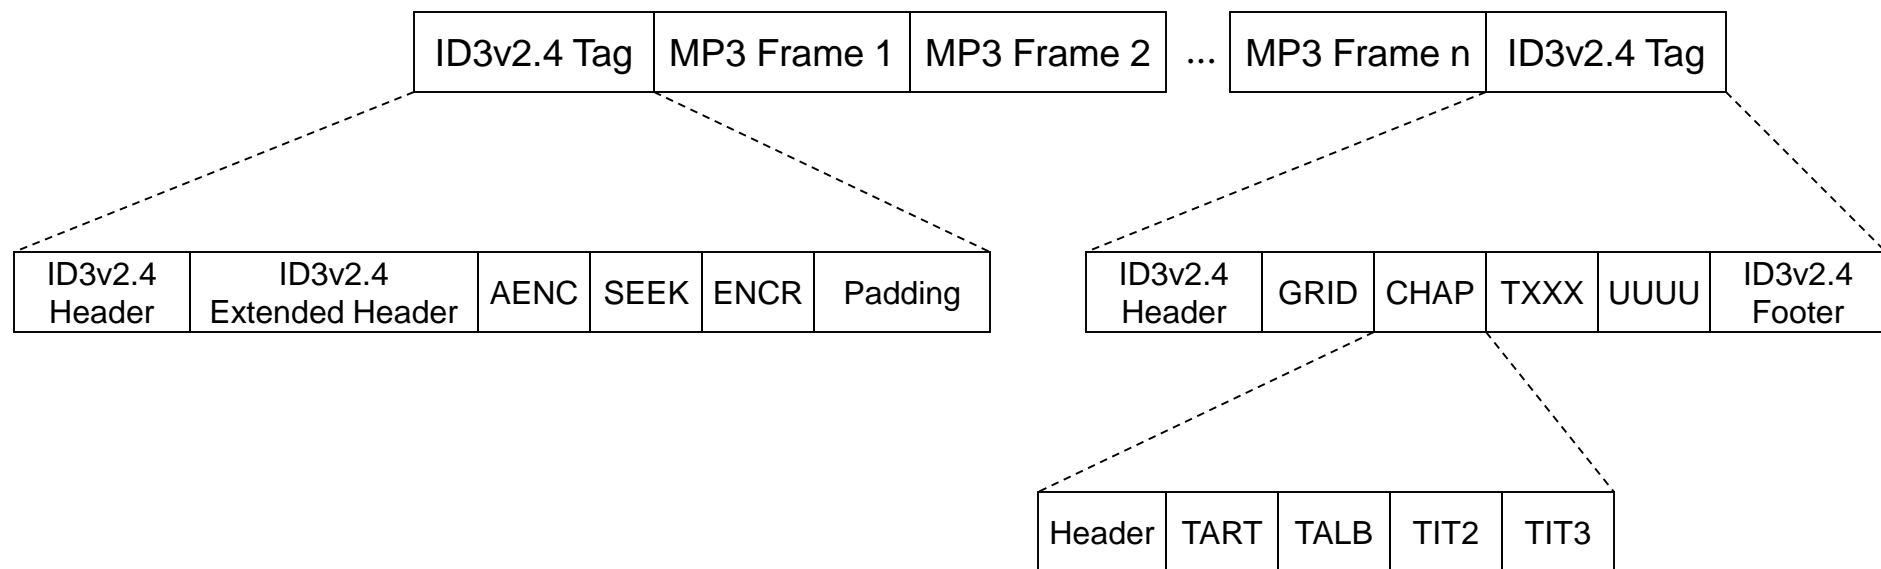 ID3v2.4 Tag MP3 Frame 1 MP3 Frame 2 ... MP3 Frame n ID3v2.4 Tag
ID3v2.4
Header
ID3v2.4
Extended Header
AENC SEEK ENCR Padding
ID3v2.4
Header
GRID CHAP TXXX UUUU
ID3v2.4
Footer
Header TART TALB TIT2 TIT3